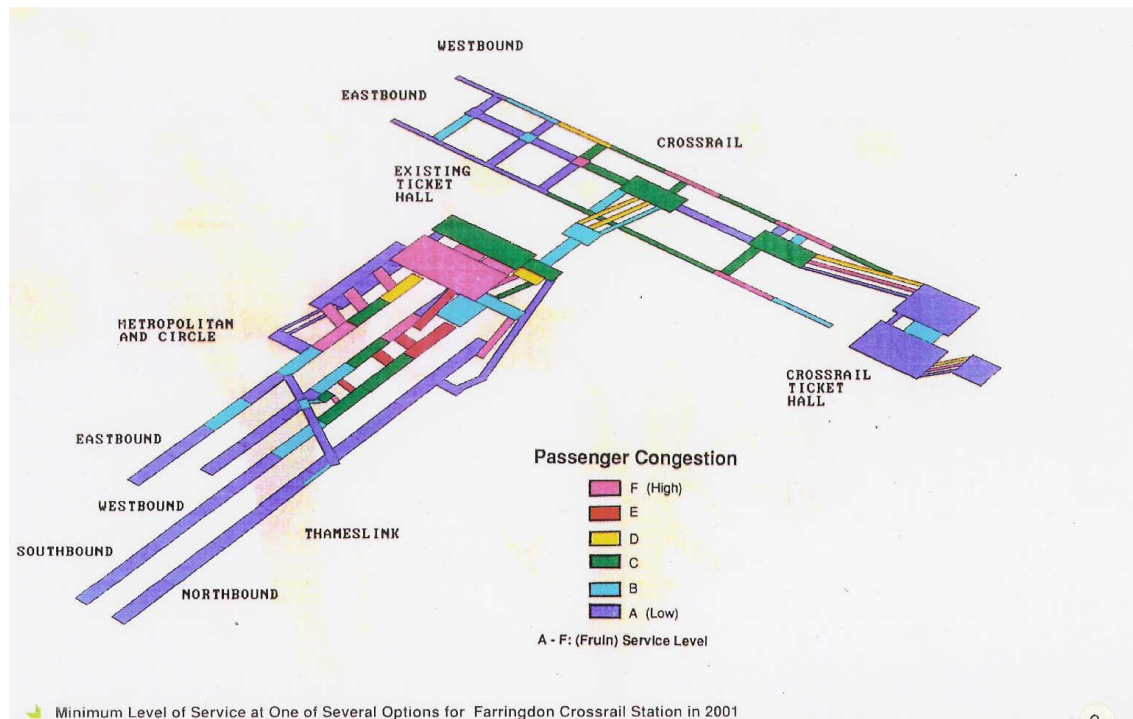 WESTBOUND
EASTBOUND
CROSSRAIL
EXISTING
TICKET
HALL
METROPOLITAN
AND CIRCLE
CROSSRAIL
TICKET
HALL
EASTBOUND
WESTBOUND
SOUTHBOUND
THAMESLINK
NORTHBOUND
Passenger Congestion
F (High)
E
D
C
B
A (Low)
A - F: (Fruin) Service Level
Minimum Level of Service at One of Several Options for Farringdon Crossrail Station in 2001